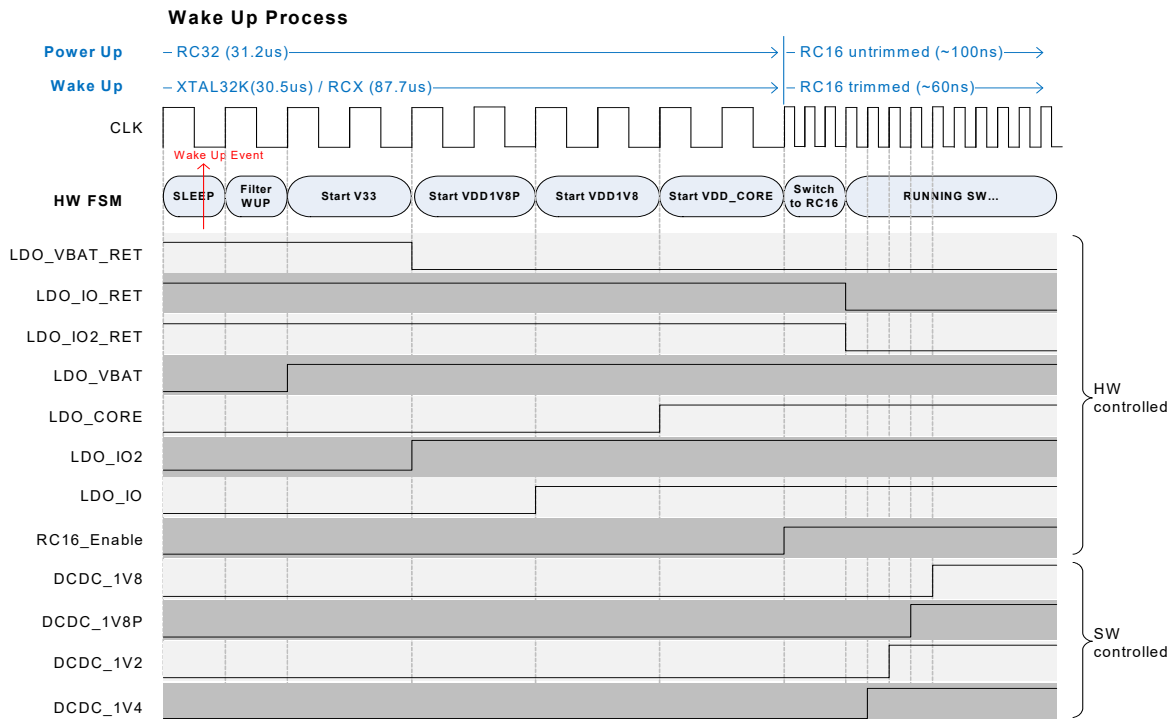 Wake Up Process
Power Up
RC32 (31.2us)
RC16 untrimmed (~100ns)
Wake Up
XTAL32K(30.5us) / RCX (87.7us)
RC16 trimmed (~60ns)
CLK
Wake Up Event
HW FSM
SLEEP
Filter
WUP
Start V33
Start VDD1V8P
Start VDD1V8
Start VDD_CORE
Switch
to RC16
RUNNING SW...
LDO_VBAT_RET
LDO_IO_RET
LDO_IO2_RET
LDO_VBAT
LDO_CORE
LDO_IO2
LDO_IO
RC16_Enable
HW
controlled
DCDC_1V8
DCDC_1V8P
DCDC_1V2
DCDC_1V4
SW
controlled